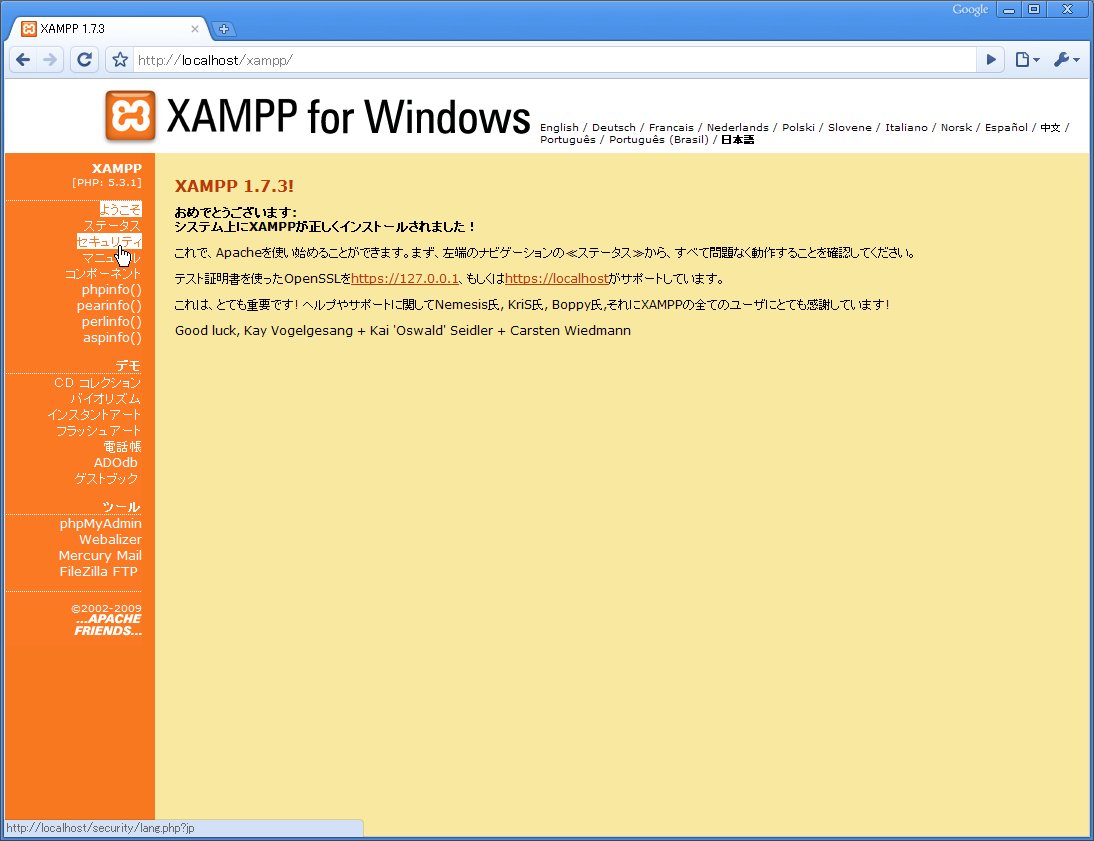 Google
XAMPP 1.7.3
http://localhost/xampp/
XAMPP for Windows
English / Deutsch / Francais / Nederlands / Polski / Slovene / Italiano / Norsk / Español / 中文 /
Português / Português (Brasil) / 日本語
XAMPP
[PHP: 5.3.1]
ようこそ
ステータス
セキュリティ
マニュアル
コンポーネント
phpinfo()
pearinfo()
perlinfo()
aspinfo()
デモ
CD コレクション
バイオリズム
インスタントアート
フラッシュアート
電話帳
ADOdb
ゲストブック
ツール
phpMyAdmin
Webalizer
Mercury Mail
FileZilla FTP
©2002-2009
...APACHE
FRIENDS...
XAMPP 1.7.3!
おめでとうございます:
システム上にXAMPPが正しくインストールされました！
これで、Apacheを使い始めることができます。まず、左端のナビゲーションの≪ステータス≫から、すべて問題なく動作することを確認してください。
テスト証明書を使ったOpenSSLをhttps://127.0.0.1、もしくはhttps://localhostがサポートしています。
これは、とても重要です! ヘルプやサポートに関してNemesis氏, KriS氏, Boppy氏,それにXAMPPの全てのユーザにとても感謝しています!
Good luck, Kay Vogelgesang + Kai 'Oswald' Seidler + Carsten Wiedmann
http://localhost/security/lang.php?jp